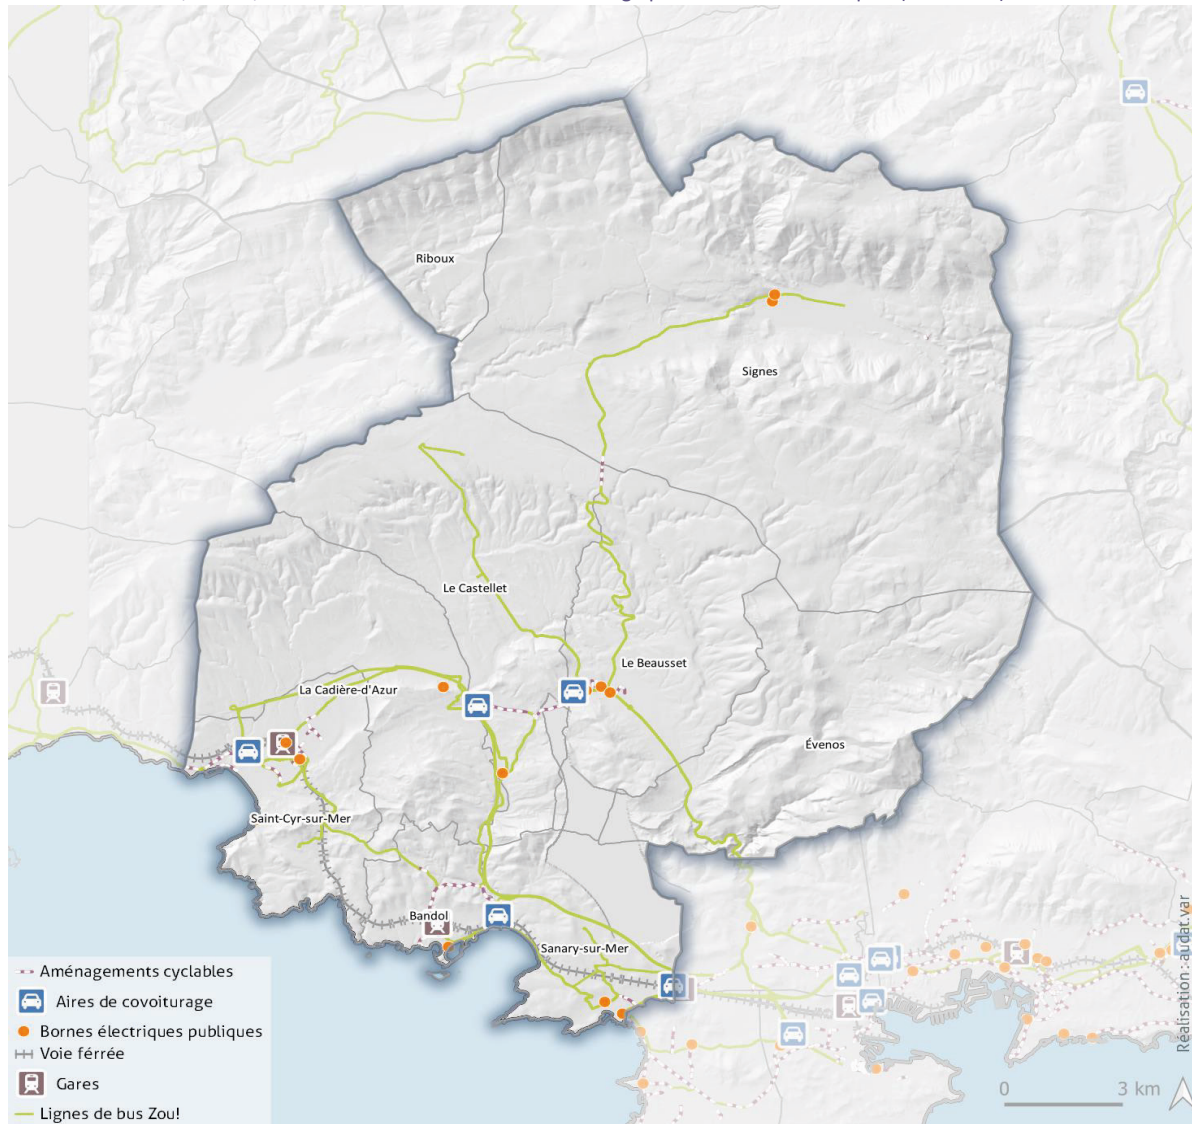 Riboux
Signes
Le Castellet
Le Beausset
La Cadière-d'Azur
Évenos
Saint-Cyr-sur-Mer
Bandol
Sanary-sur-Mer
Aménagements cyclables
Aires de covoiturage
Bornes électriques publiques
Voie férrée
Gares
Lignes de bus Zou!
0 3 km
Réalisation : audat.var